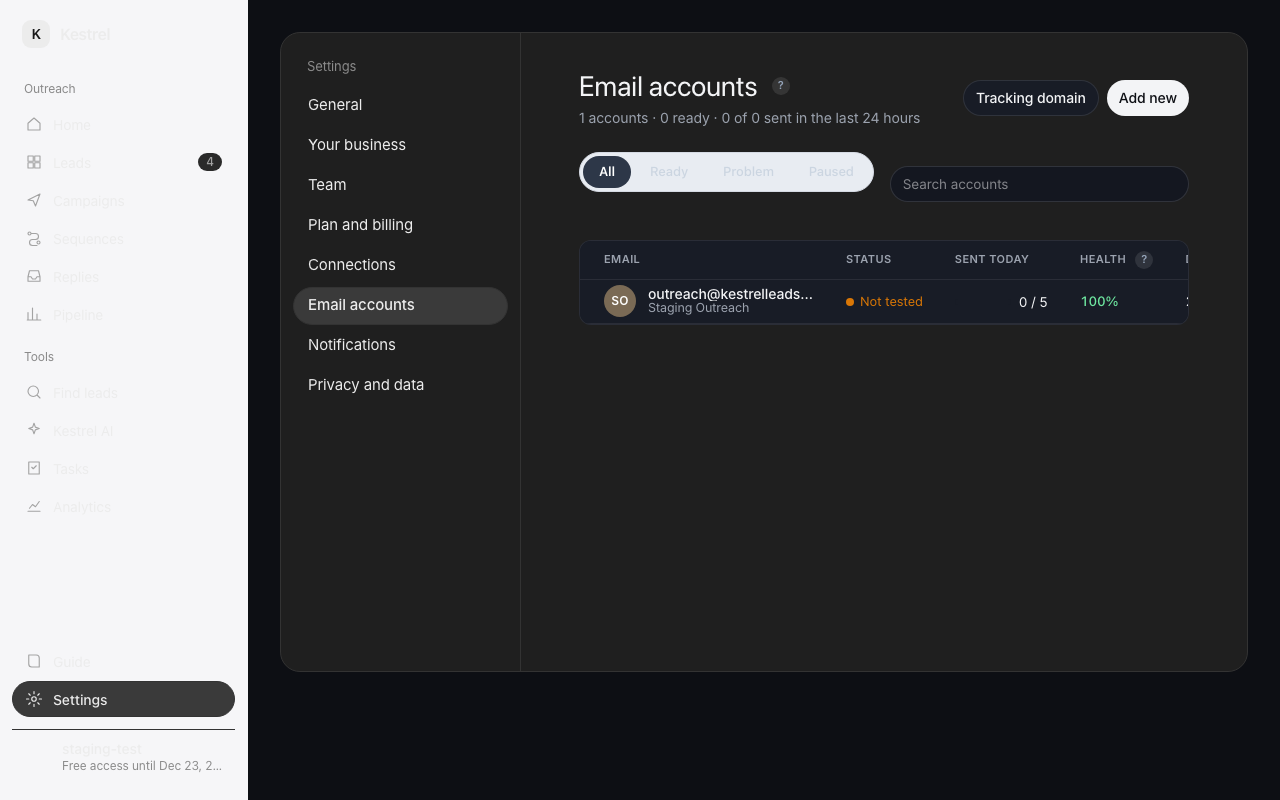 K Kestrel
Outreach
Home
Leads 4
Campaigns
Sequences
Replies
Pipeline
Tools
Find leads
Kestrel AI
Tasks
Analytics
Guide
Settings
staging-test
Free access until Dec 23, 2...
Settings
General
Your business
Team
Plan and billing
Connections
Email accounts
Notifications
Privacy and data
Email accounts ?
1 accounts · 0 ready · 0 of 0 sent in the last 24 hours
Tracking domain Add new
All Ready Problem Paused
Search accounts
EMAIL STATUS SENT TODAY HEALTH ?
SO outreach@kestrelleads... Not tested 0 / 5 100%
Staging Outreach